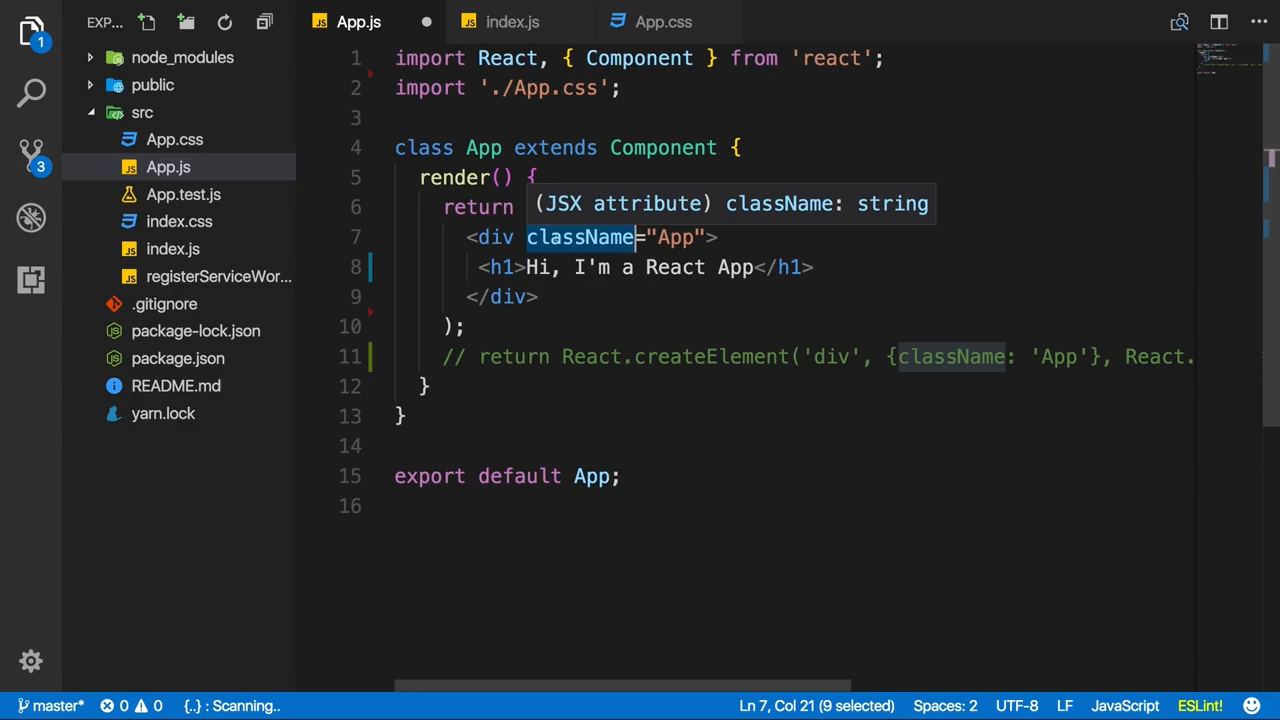 EXP...
App.js
index.js
App.css
1
node_modules
public
src
App.css
App.js
App.test.js
index.css
index.js
registerServiceWor...
.gitignore
package-lock.json
package.json
README.md
yarn.lock
3
1 import React, { Component } from 'react';
2 import './App.css';
3
4 class App extends Component {
5 render() {
6 return
(JSX attribute) className: string
7 <div className="App">
8 <h1>Hi, I'm a React App</h1>
9 </div>
10 );
11 // return React.createElement('div', {className: 'App'}, React.
12 }
13 }
14
15 export default App;
16
master* 0 0 {..} : Scanning.. Ln 7, Col 21 (9 selected) Spaces: 2 UTF-8 LF JavaScript ESLint!